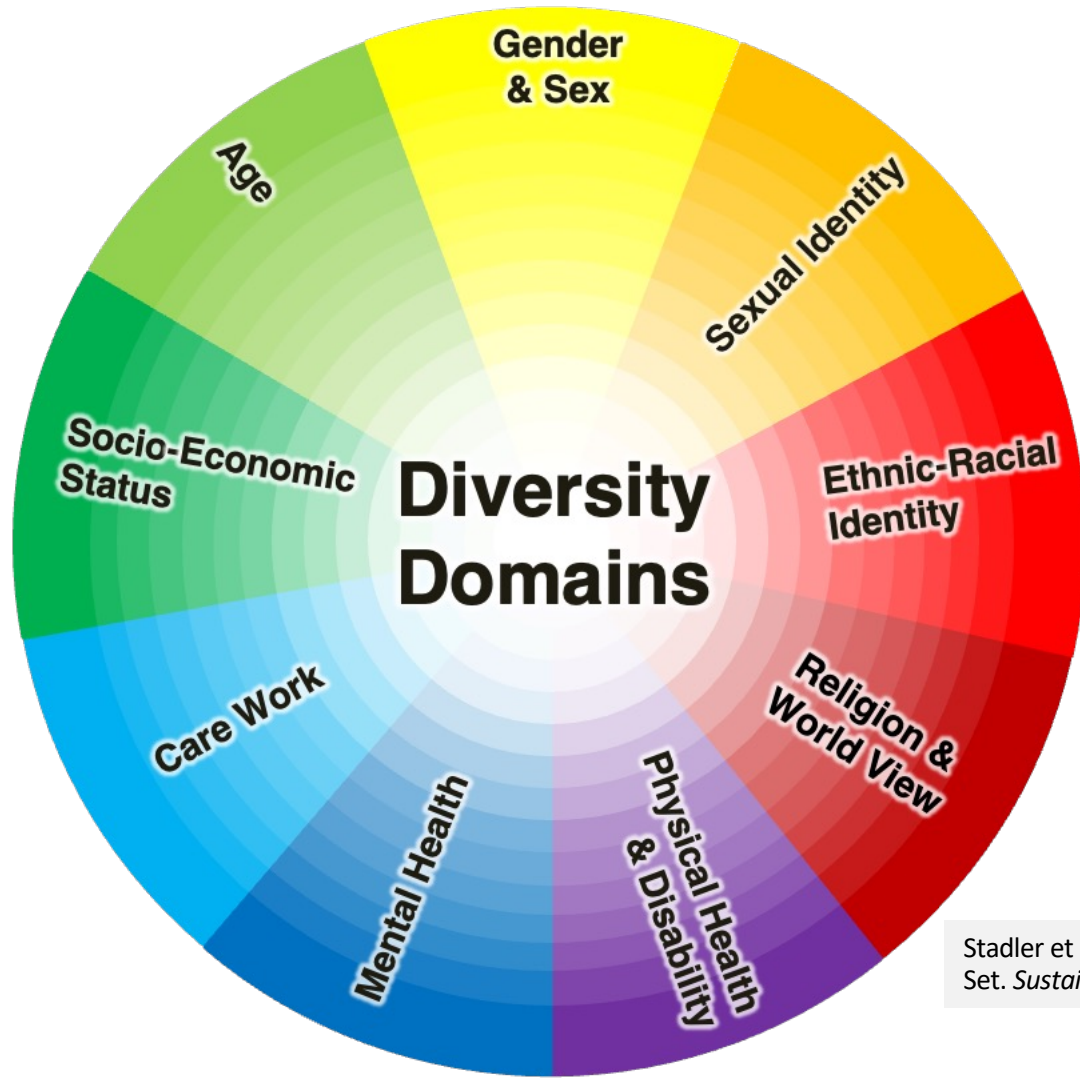 Diversity
Domains
Gender
& Sex
Sexual Identity
Ethnic-Racial
Identity
Religion &
World View
Physical Health
& Disability
Mental Health
Care Work
Socio-Economic
Status
Age
Stadler et
Set. Sustai